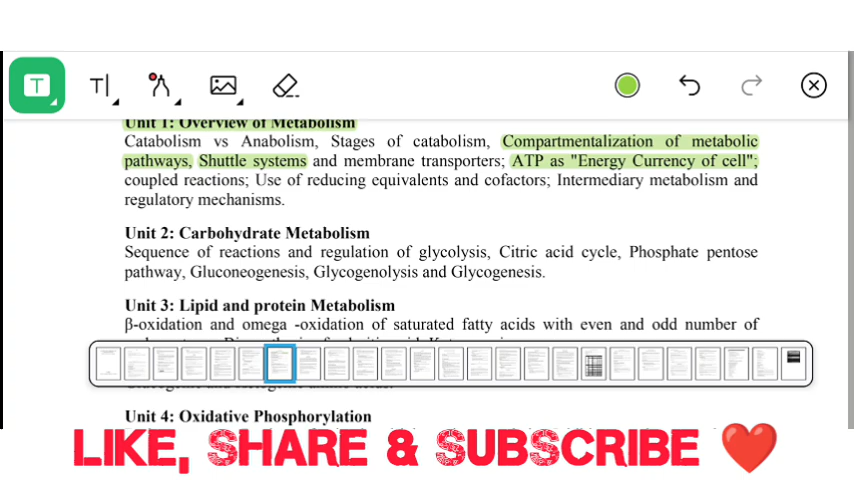 T T|
Unit 1: Overview of Metabolism
Catabolism vs Anabolism, Stages of catabolism, Compartmentalization of metabolic
pathways, Shuttle systems and membrane transporters; ATP as "Energy Currency of cell";
coupled reactions; Use of reducing equivalents and cofactors; Intermediary metabolism and
regulatory mechanisms.
Unit 2: Carbohydrate Metabolism
Sequence of reactions and regulation of glycolysis, Citric acid cycle, Phosphate pentose
pathway, Gluconeogenesis, Glycogenolysis and Glycogenesis.
Unit 3: Lipid and protein Metabolism
β-oxidation and omega -oxidation of saturated fatty acids with even and odd number of
Unit 4: Oxidative Phosphorylation
LIKE, SHARE & SUBSCRIBE